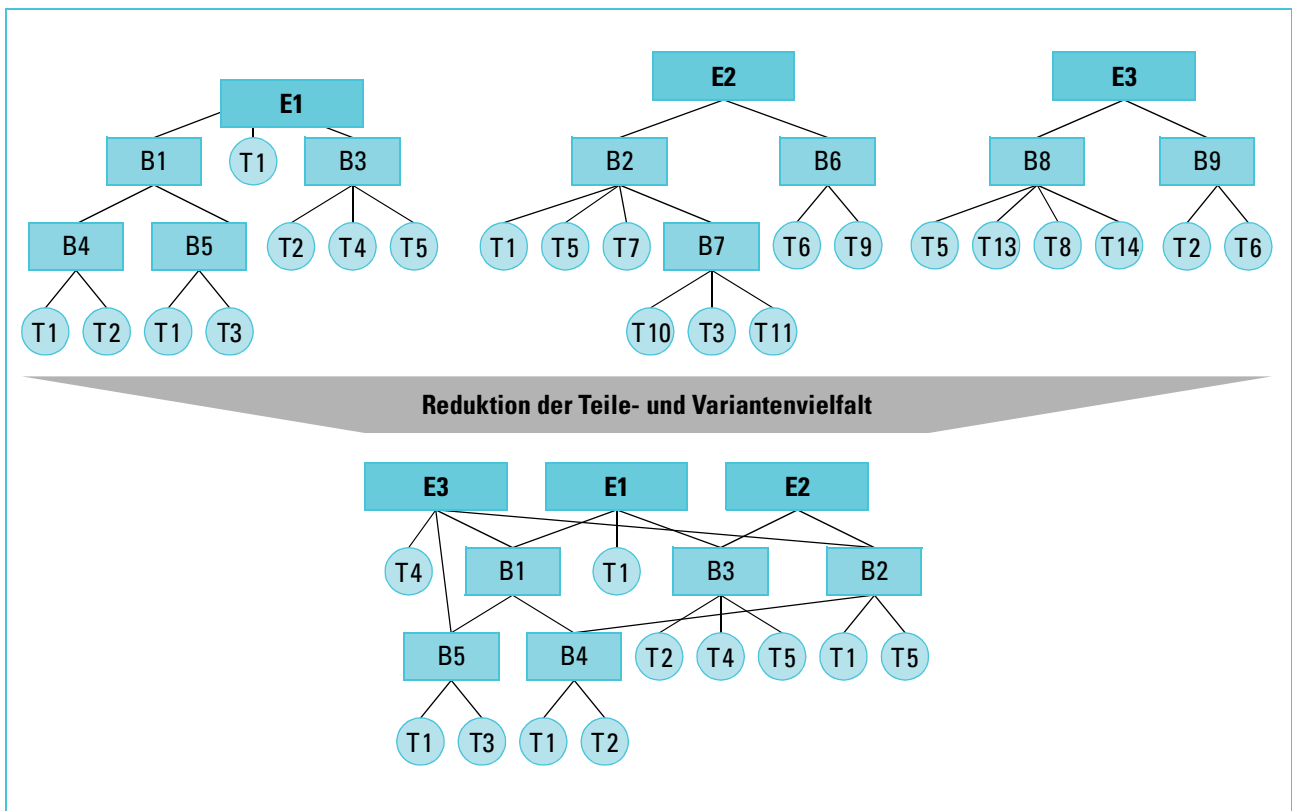 E1
E2
E3
B1
T1
B3
B2
B6
B8
B9
B4
B5
T2
T4
T5
T1
T5
T7
B7
T6
T9
T5
T13
T8
T14
T2
T6
T1
T2
T1
T3
T10
T3
T11
Reduktion der Teile- und Variantenvielfalt
E3
E1
E2
T4
B1
T1
B3
B2
B5
B4
T2
T4
T5
T1
T5
T1
T3
T1
T2